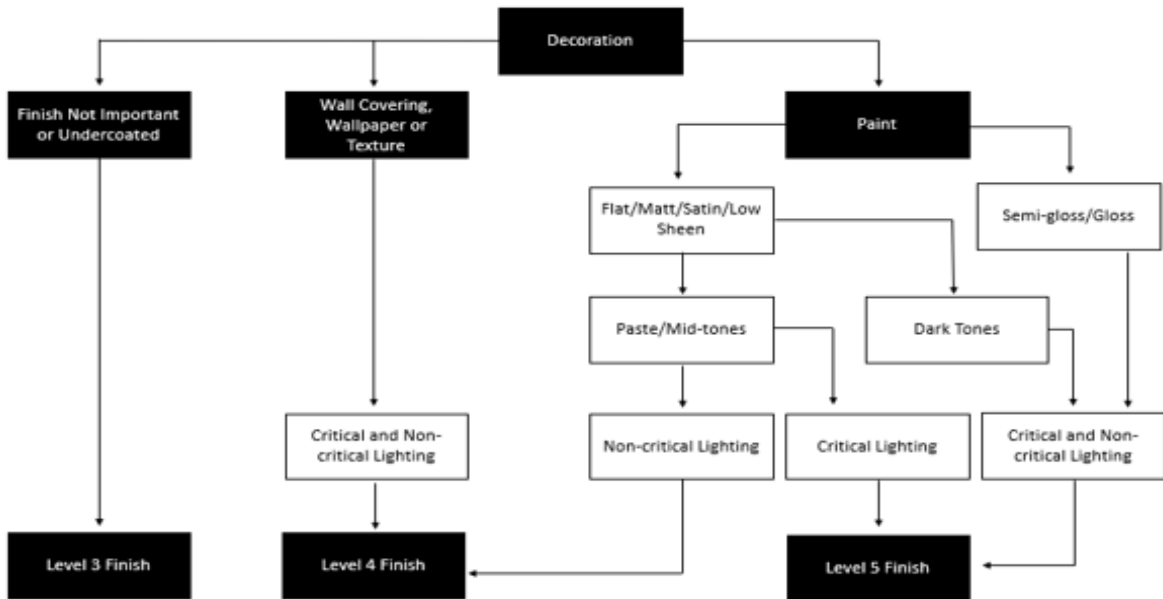 Decoration
Finish Not Important
or Undercoated
Wall Covering,
Wallpaper or
Texture
Paint
Flat/Matt/Satin/Low
Sheen
Semi-gloss/Gloss
Paste/Mid-tones
Dark Tones
Critical and Non-
critical Lighting
Non-critical Lighting
Critical Lighting
Critical and Non-
critical Lighting
Level 3 Finish
Level 4 Finish
Level 5 Finish